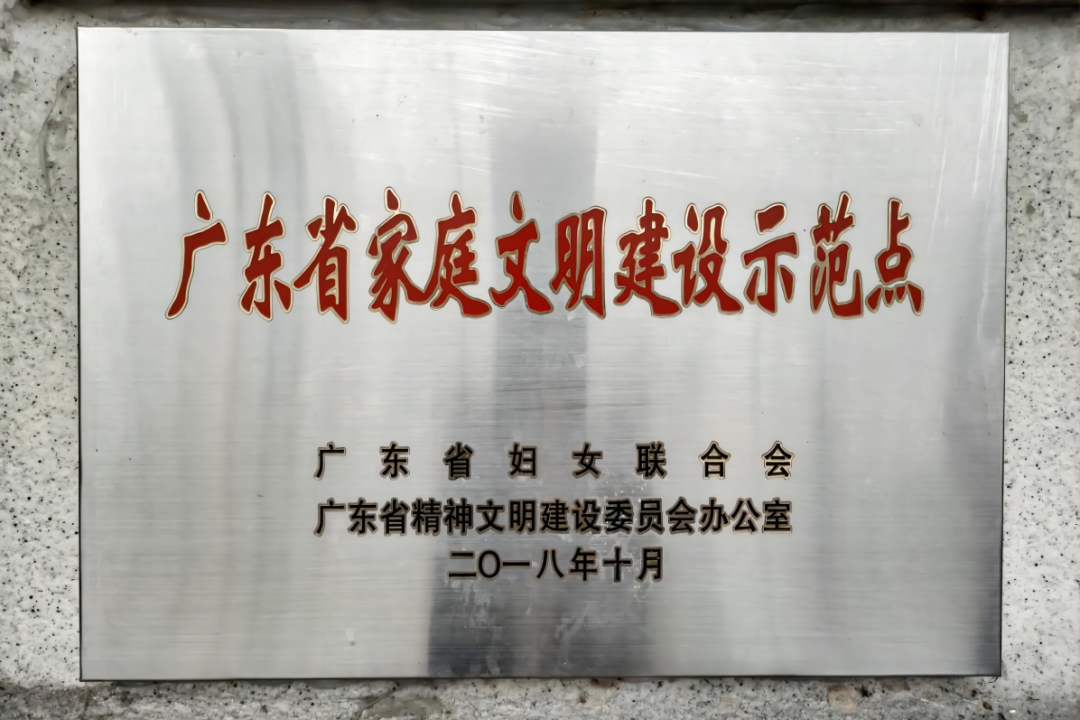 广东省家庭文明建设示范点
广东省妇女联合会
广东省精神文明建设委员会办公室
二〇一八年十月